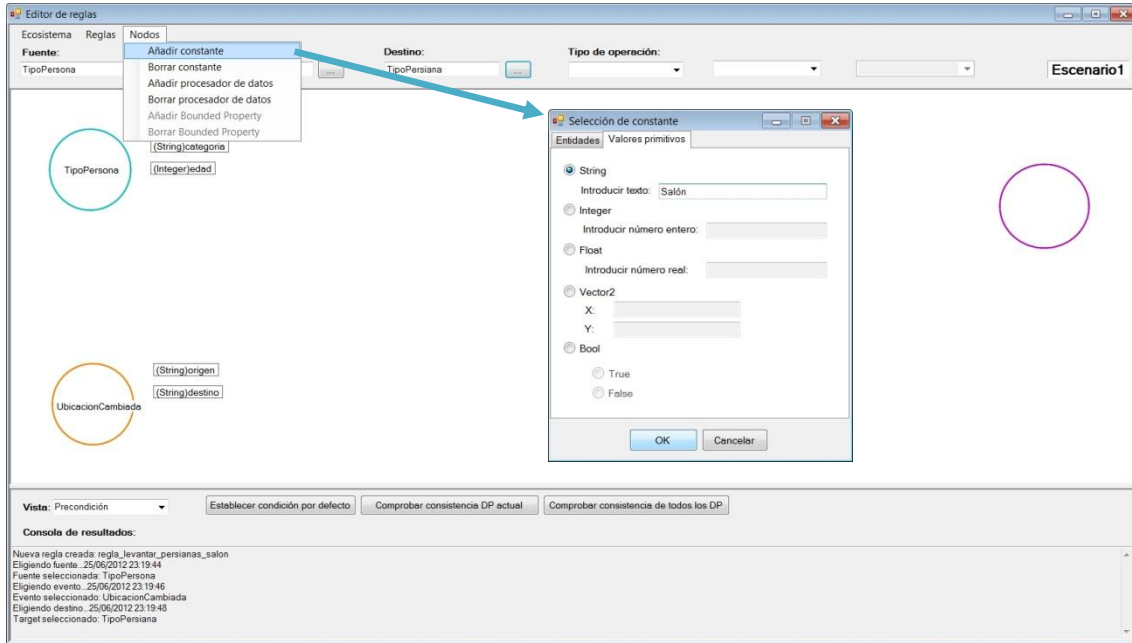 Editor de reglas
Ecosistema Reglas Nodos
Fuente: Destino: Tipo de operación:
TipoPersona ... TipoPersiana ... Escenario1
Añadir constante
Borrar constante
Añadir procesador de datos
Borrar procesador de datos
Añadir Bounded Property
Borrar Bounded Property
(String)categoria
(Integer)edad
TipoPersona
Selección de constante
Entidades Valores primitivos
String
Introducir texto: Salón
Integer
Introducir número entero:
Float
Introducir número real:
Vector2
X:
Y:
Bool
True
False
OK Cancelar
(String)origen
(String)destino
UbicacionCambiada
Vista: Precondición Establecer condición por defecto Comprobar consistencia DP actual Comprobar consistencia de todos los DP
Consola de resultados:
Nueva regla creada: regla_levantar_persianas_salon
Eligiendo fuente...25/06/2012 23:19:44
Fuente seleccionada: TipoPersona
Eligiendo evento...25/06/2012 23:19:46
Evento seleccionado: UbicacionCambiada
Eligiendo destino...25/06/2012 23:19:48
Target seleccionado: TipoPersiana